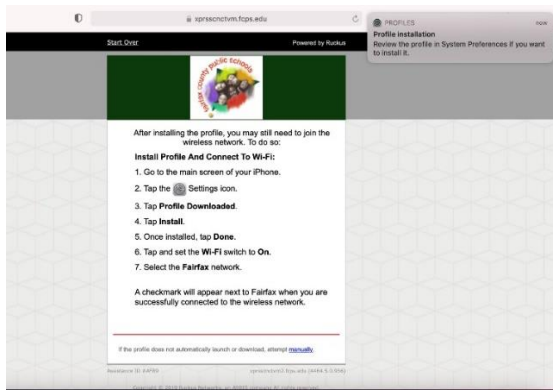 xprsscnctvm.fcps.edu
PROFILES
now
Profile installation
Review the profile in System Preferences if you want
to install it.
Start Over
Powered by Ruckus
After installing the profile, you may still need to join the
wireless network. To do so:
Install Profile And Connect To Wi-Fi:
1. Go to the main screen of your iPhone.
2. Tap the Settings icon.
3. Tap Profile Downloaded.
4. Tap Install.
5. Once installed, tap Done.
6. Tap and set the Wi-Fi switch to On.
7. Select the Fairfax network.
A checkmark will appear next to Fairfax when you are
successfully connected to the wireless network.
If the profile does not automatically launch or download, attempt manually.